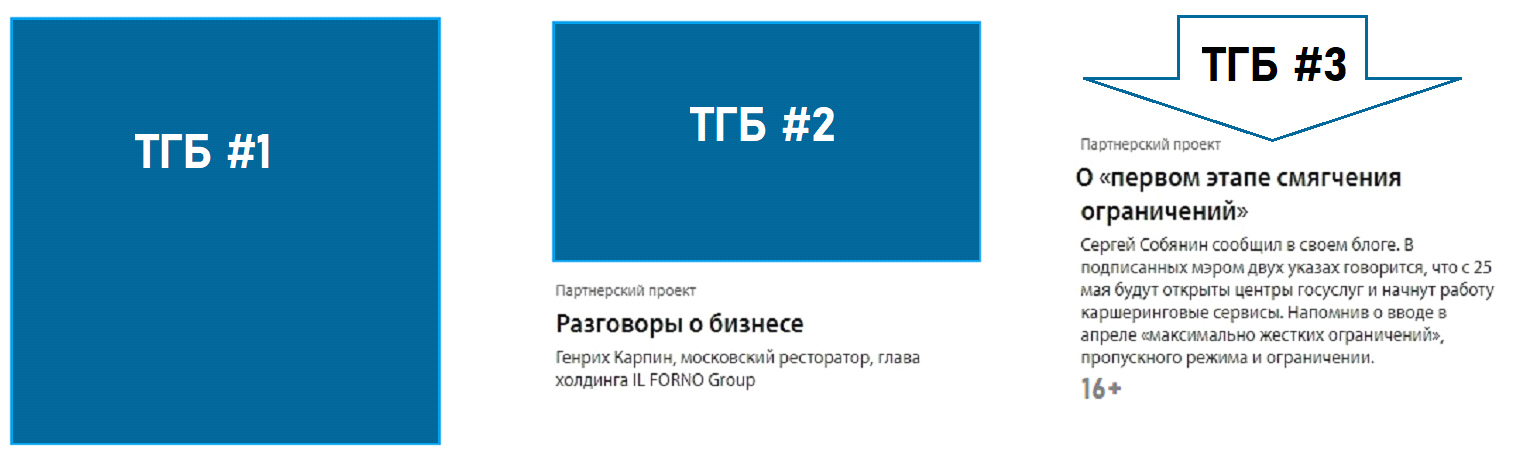 ТГБ #1
ТГБ #2
Партнерский проект
Разговоры о бизнесе
Генрих Карпин, московский ресторатор, глава
холдинга IL FORNO Group
ТГБ #3
Партнерский проект
О «первом этапе смягчения
ограничений»
Сергей Собянин сообщил в своем блоге. В
подписанных мэром двух указах говорится, что с 25
мая будут открыты центры госуслуг и начнут работу
каршеринговые сервисы. Напомнив о вводе в
апреле «максимально жестких ограничений»,
пропускного режима и ограничении.
16+